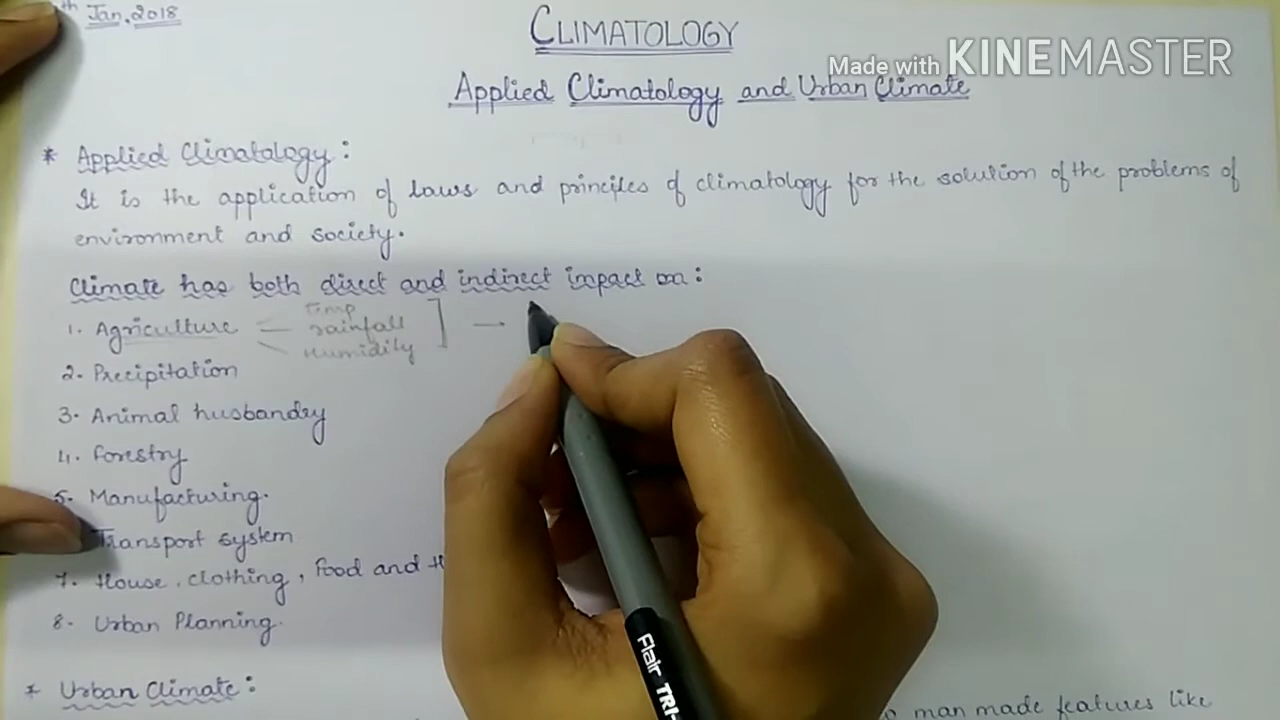 th Jan, 2018
CLIMATOLOGY
Made with KINEMASTER
Applied Climatology and Urban Climate
* Applied Climatology:
It is the application of laws and principles of climatology for the solution of the problems of
environment and society.
Climate has both direct and indirect impact on:
temp
1. Agriculture rainfall
Humidity
2. Precipitation
3. Animal husbandry
4. forestry
5. Manufacturing.
Transport system
7. House, clothing, food and
8. Urban Planning.
* Urban Climate:
man made features like
Flair TRI-